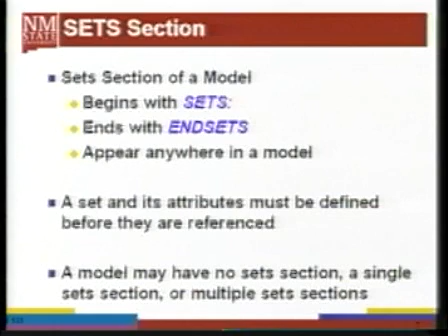 NM
STATE
SETS Section
Sets Section of a Model
Begins with SETS:
Ends with ENDSETS
Appear anywhere in a model
A set and its attributes must be defined
before they are referenced
A model may have no sets section, a single
sets section, or multiple sets sections